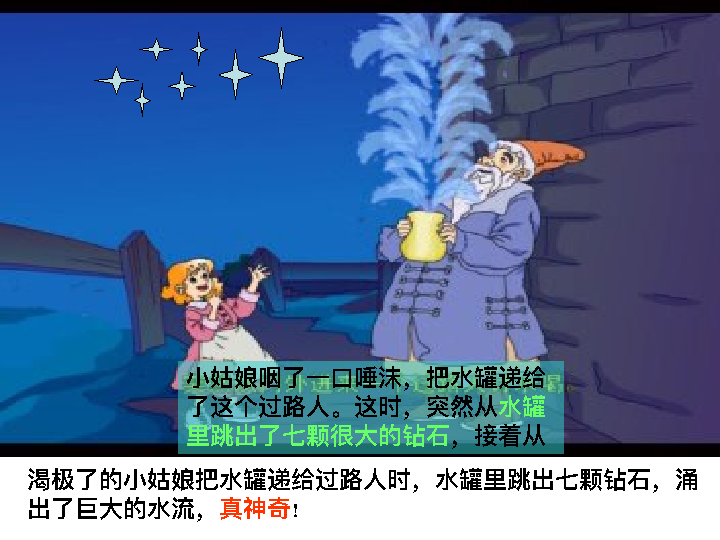 小姑娘咽了一口唾沫，把水罐递给
了这个过路人。这时，突然从水罐
里跳出了七颗很大的钻石，接着从
渴极了的小姑娘把水罐递给过路人时，水罐里跳出七颗钻石，涌
出了巨大的水流，真神奇！